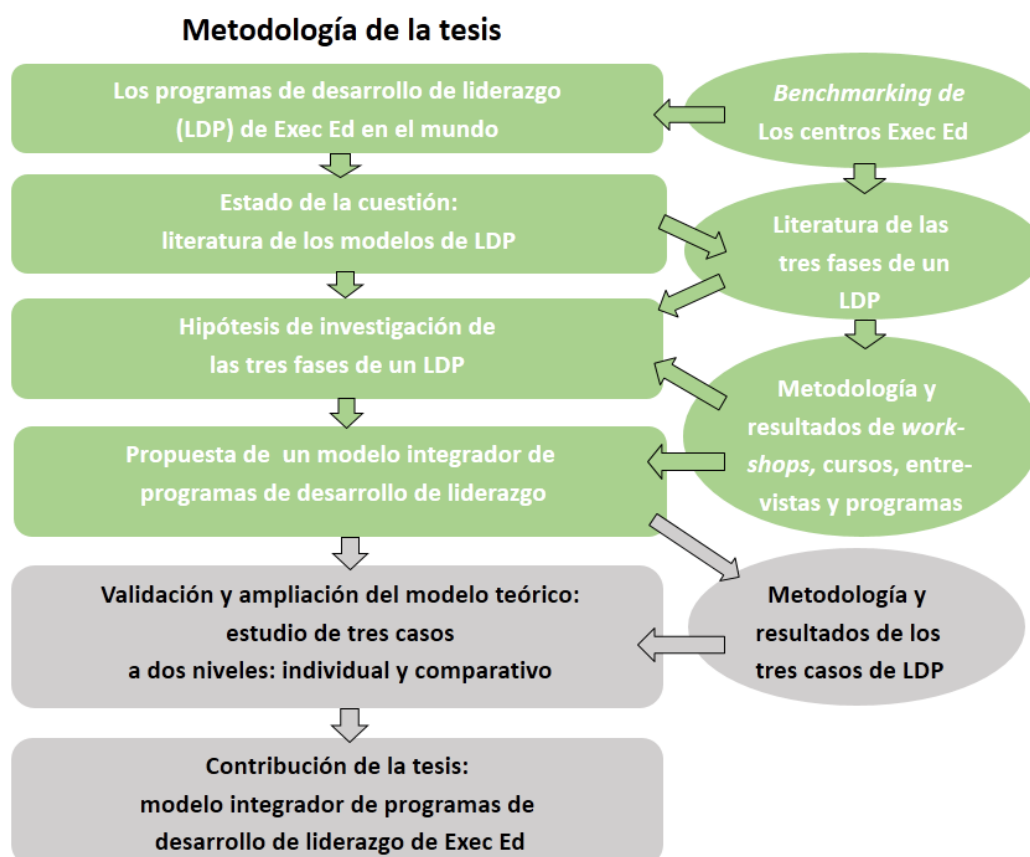 Metodología de la tesis
Los programas de desarrollo de liderazgo
(LDP) de Exec Ed en el mundo
Benchmarking de
Los centros Exec Ed
Estado de la cuestión:
literatura de los modelos de LDP
Literatura de las
tres fases de un
LDP
Hipótesis de investigación de
las tres fases de un LDP
Metodología y
resultados de work-
shops, cursos, entre-
vistas y programas
Propuesta de un modelo integrador de
programas de desarrollo de liderazgo
Validación y ampliación del modelo teórico:
estudio de tres casos
a dos niveles: individual y comparativo
Metodología y
resultados de los
tres casos de LDP
Contribución de la tesis:
modelo integrador de programas de
desarrollo de liderazgo de Exec Ed